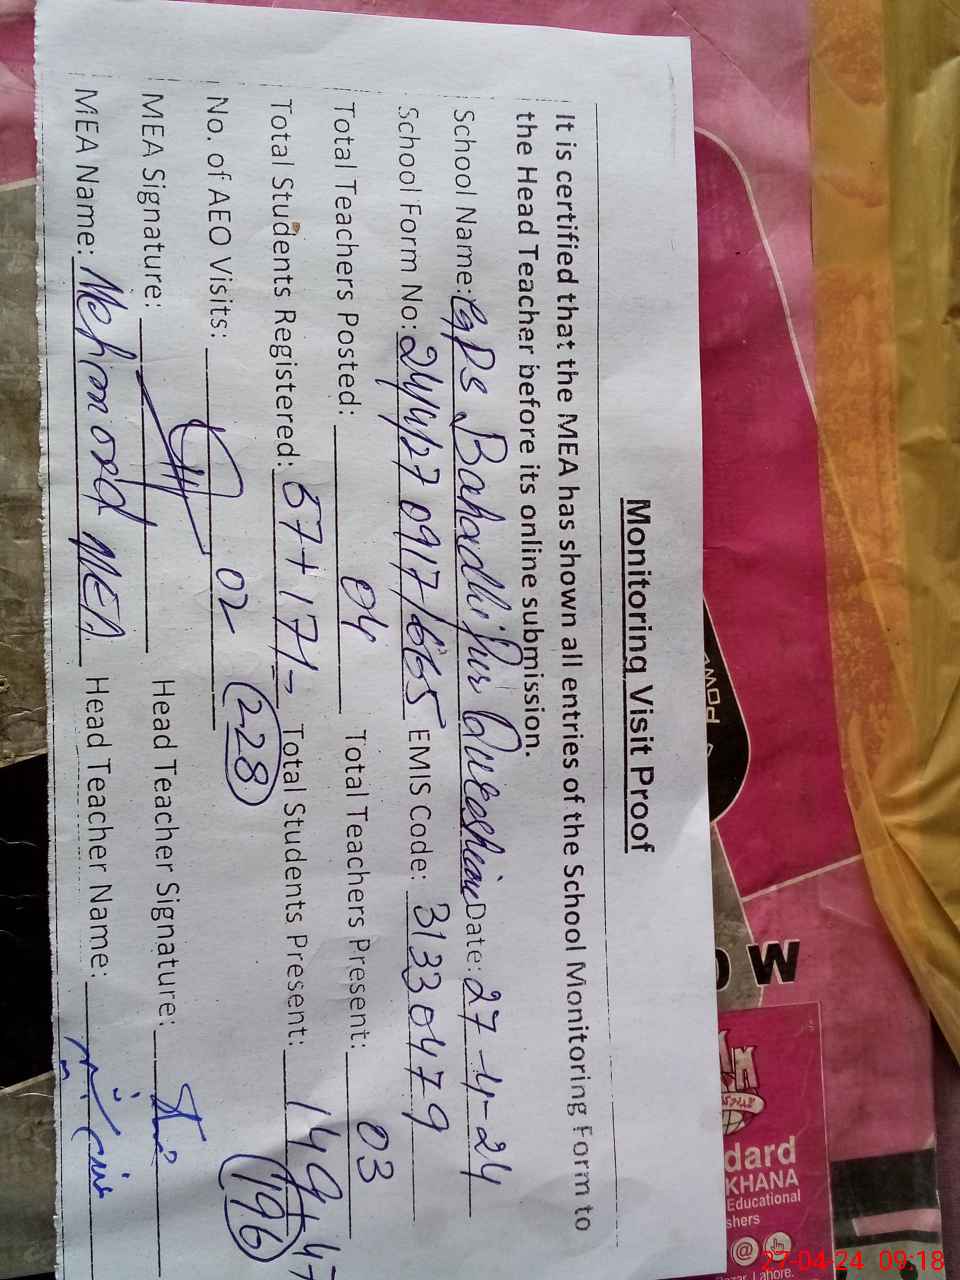 Monitoring Visit Proof
It is certified that the MEA has shown all entries of the School Monitoring Form to
the Head Teacher before its online submission.
School Name: GPS Bahadfipur Qureshian Date: 27-4-24
School Form No: 244270917/665 EMIS Code: 31330479
Total Teachers Posted: 04 Total Teachers Present: 03
Total Students Registered: 57+171- Total Students Present: 149+47
228 196
No. of AEO Visits: 02
MEA Signature: Head Teacher Signature:
MEA Name: Mehmood MEA Head Teacher Name:
OW
dard
KHANA
Educational
shers
Lahore.
27-04-24 09:18